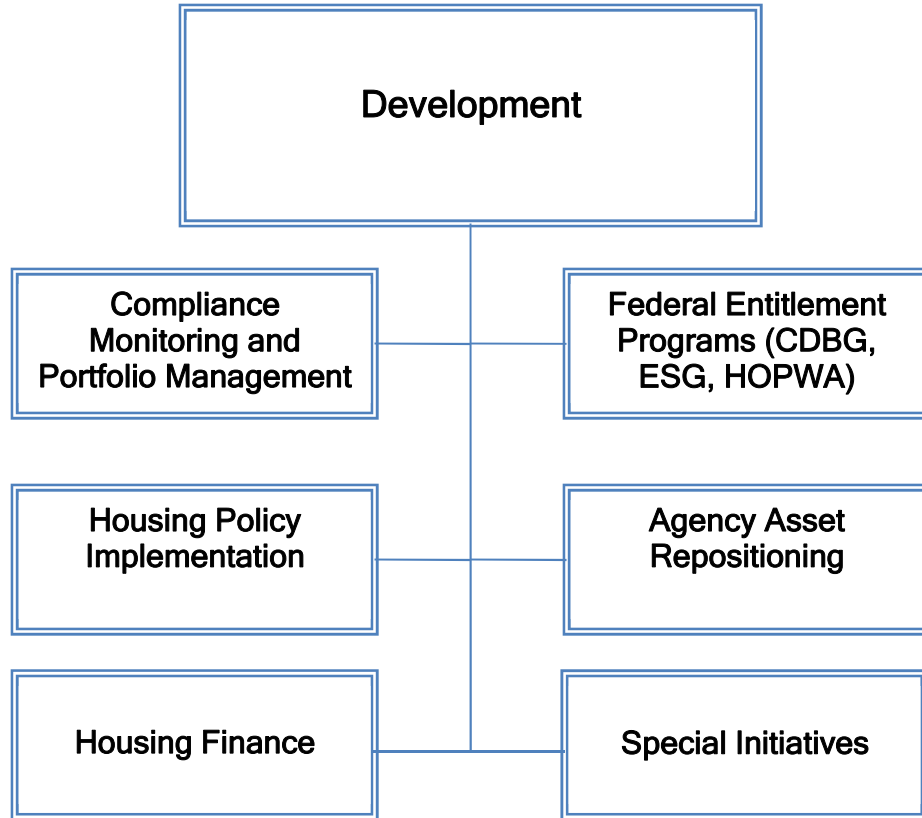 Development
Compliance
Monitoring and
Portfolio Management
Federal Entitlement
Programs (CDBG,
ESG, HOPWA)
Housing Policy
Implementation
Agency Asset
Repositioning
Housing Finance
Special Initiatives